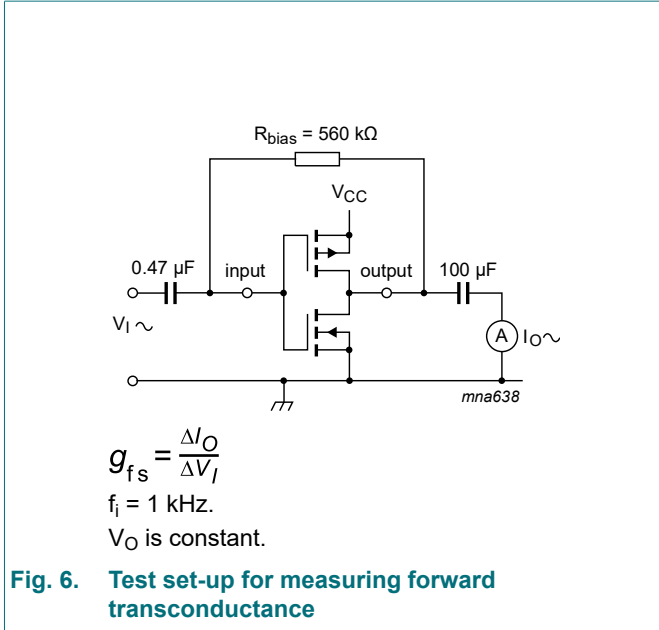 Rbias = 560 kΩ
VCC
0.47 µF input output 100 µF
VI ~
A IO~
mna638
gfs = ΔIO / ΔVI
fi = 1 kHz.
VO is constant.
Fig. 6. Test set-up for measuring forward
transconductance